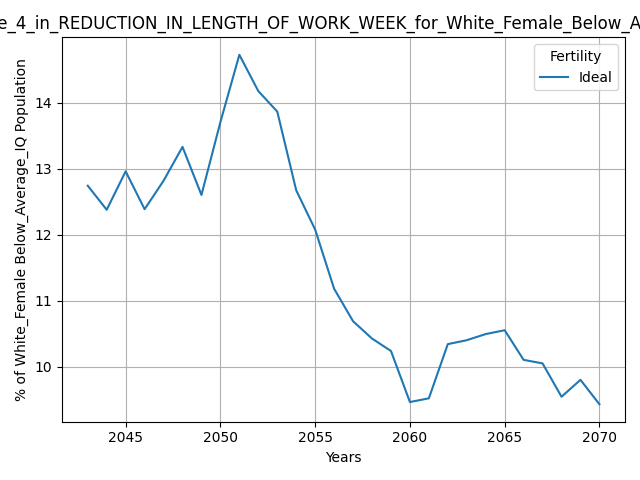 e_4_in_REDUCTION_IN_LENGTH_OF_WORK_WEEK_for_White_Female_Below_A
Fertility
Ideal
% of White_Female Below_Average_IQ Population
14
13
12
11
10
2045
2050
2055
2060
2065
2070
Years